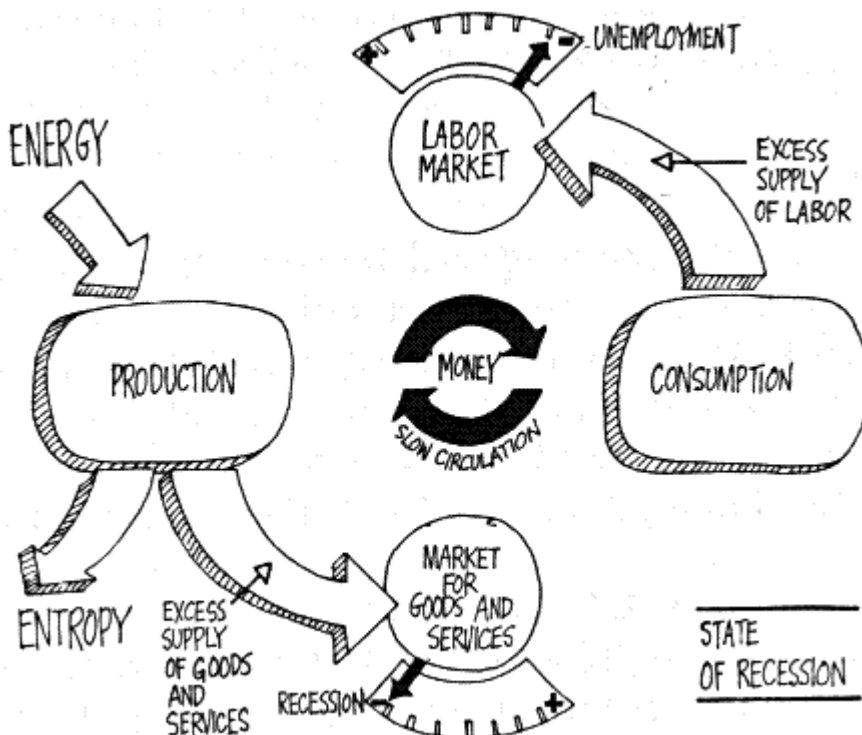 UNEMPLOYMENT
+
-
LABOR
MARKET
ENERGY
EXCESS
SUPPLY
OF LABOR
PRODUCTION
MONEY
SLOW CIRCULATION
CONSUMPTION
MARKET
FOR
GOODS AND
SERVICES
ENTROPY
EXCESS
SUPPLY
OF GOODS
AND
SERVICES
RECESSION
-
+
STATE
OF RECESSION